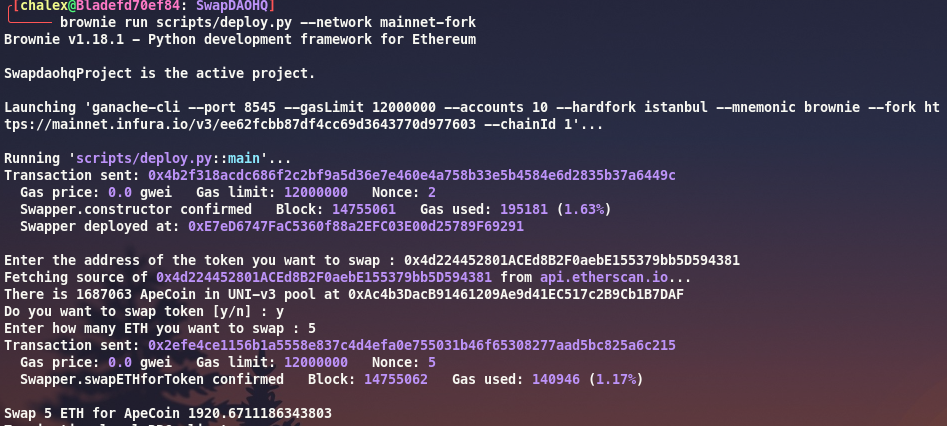 [chalex@Bladefd70ef84: SwapDAOHQ]
brownie run scripts/deploy.py --network mainnet-fork
Brownie v1.18.1 - Python development framework for Ethereum
SwapdaohqProject is the active project.
Launching 'ganache-cli --port 8545 --gasLimit 12000000 --accounts 10 --hardfork istanbul --mnemonic brownie --fork ht
tps://mainnet.infura.io/v3/ee62fcbb87df4cc69d3643770d977603 --chainId 1'...
Running 'scripts/deploy.py::main'...
Transaction sent: 0x4b2f318acdc686f2c2bf9a5d36e7e460e4a758b33e5b4584e6d2835b37a6449c
Gas price: 0.0 gwei   Gas limit: 12000000   Nonce: 2
Swapper.constructor confirmed   Block: 14755061   Gas used: 195181 (1.63%)
Swapper deployed at: 0xE7eD6747FaC5360f88a2EFC03E00d25789F69291
Enter the address of the token you want to swap : 0x4d224452801ACEd8B2F0aebE155379bb5D594381
Fetching source of 0x4d224452801ACEd8B2F0aebE155379bb5D594381 from api.etherscan.io...
There is 1687063 ApeCoin in UNI-v3 pool at 0xAc4b3DacB91461209Ae9d41EC517c2B9Cb1B7DAF
Do you want to swap token [y/n] : y
Enter how many ETH you want to swap : 5
Transaction sent: 0x2efe4ce1156b1a5558e837c4d4efa0e755031b46f65308277aad5bc825a6c215
Gas price: 0.0 gwei   Gas limit: 12000000   Nonce: 5
Swapper.swapETHforToken confirmed   Block: 14755062   Gas used: 140946 (1.17%)
Swap 5 ETH for ApeCoin 1920.6711186343803